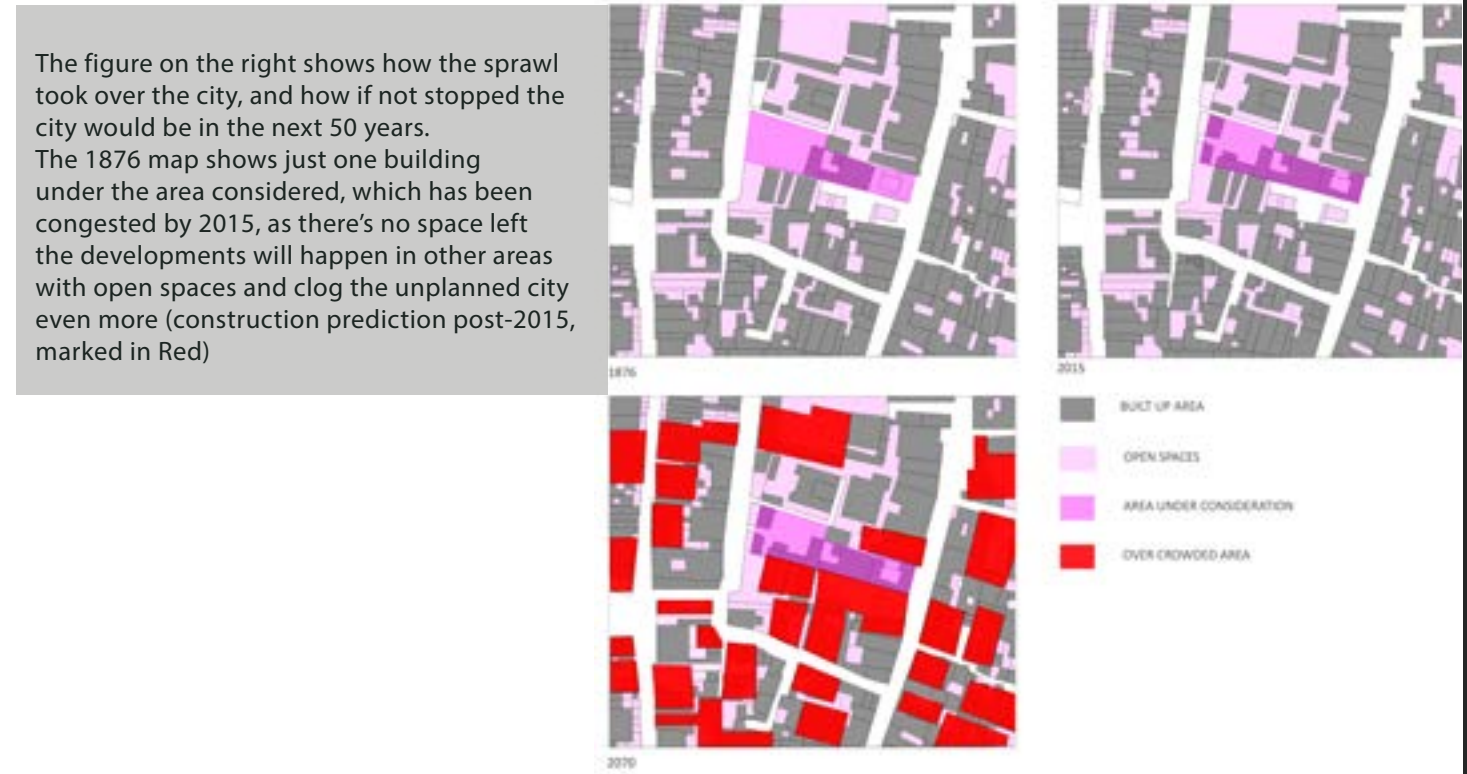 The figure on the right shows how the sprawl
took over the city, and how if not stopped the
city would be in the next 50 years.
The 1876 map shows just one building
under the area considered, which has been
congested by 2015, as there's no space left
the developments will happen in other areas
with open spaces and clog the unplanned city
even more (construction prediction post-2015,
marked in Red)
1876
2015
BUILT UP AREA
OPEN SPACES
AREA UNDER CONSIDERATION
OVER CROWDED AREA
2070